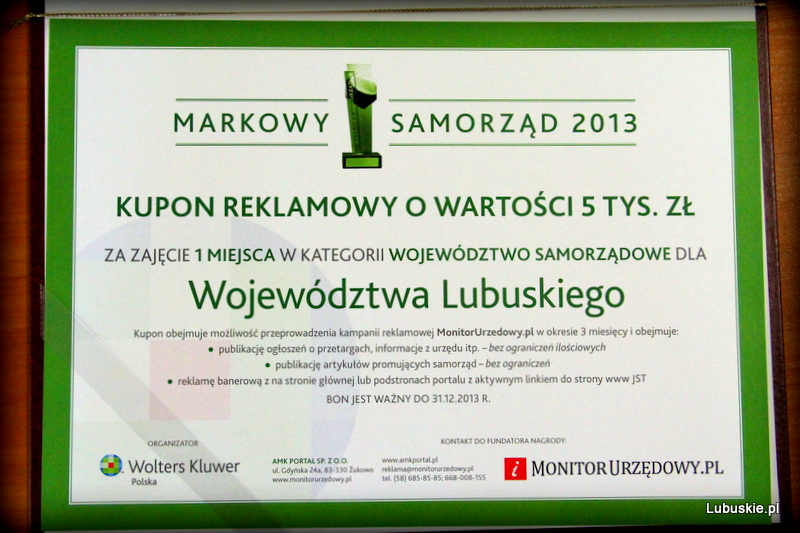 MARKOWY SAMORZĄD 2013
KUPON REKLAMOWY O WARTOŚCI 5 TYS. ZŁ
ZA ZAJĘCIE 1 MIEJSCA W KATEGORII WOJEWÓDZTWO SAMORZĄDOWE DLA
Województwa Lubuskiego
Kupon obejmuje możliwość przeprowadzenia kampanii reklamowej MonitorUrzedowy.pl w okresie 3 miesięcy i obejmuje:
• publikację ogłoszeń o przetargach, informacje z urzędu itp. – bez ograniczeń ilościowych
• publikację artykułów promujących samorząd – bez ograniczeń
• reklamę banerową z na stronie głównej lub podstronach portalu z aktywnym linkiem do strony www JST
BON JEST WAŻNY DO 31.12.2013 R.
ORGANIZATOR
Wolters Kluwer
Polska
AMK PORTAL SP. Z O.O.
ul. Gdyńska 24a, 83-330 Żukowo
www.monitorurzedowy.pl
KONTAKT DO FUNDATORA NAGRODY:
www.amkportal.pl
reklama@monitorurzedowy.pl
tel. (58) 685-85-85; 668-008-155
i MONITORURZĘDOWY.PL
Lubuskie.pl